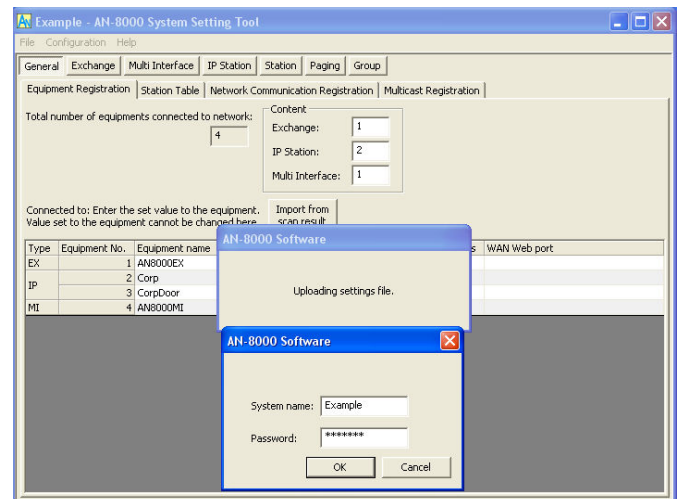 Example - AN-8000 System Setting Tool
File Configuration Help
General Exchange Multi Interface IP Station Station Paging Group
Equipment Registration Station Table Network Communication Registration Multicast Registration
Total number of equipments connected to network:
4
Content
Exchange: 1
IP Station: 2
Multi Interface: 1
Connected to: Enter the set value to the equipment.
Value set to the equipment cannot be changed here.
Import from
scan result
Type Equipment No. Equipment name s WAN Web port
EX 1 AN8000EX
IP 2 Corp
3 CorpDoor
MI 4 AN8000MI
AN-8000 Software
Uploading settings file.
AN-8000 Software
System name: Example
Password: *******
OK Cancel